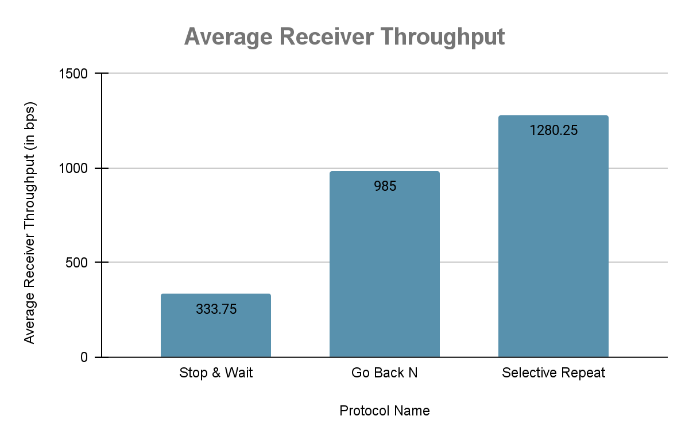 Average Receiver Throughput
Average Receiver Throughput (in bps)
1500
1000
500
0
333.75
985
1280.25
Stop & Wait
Go Back N
Selective Repeat
Protocol Name